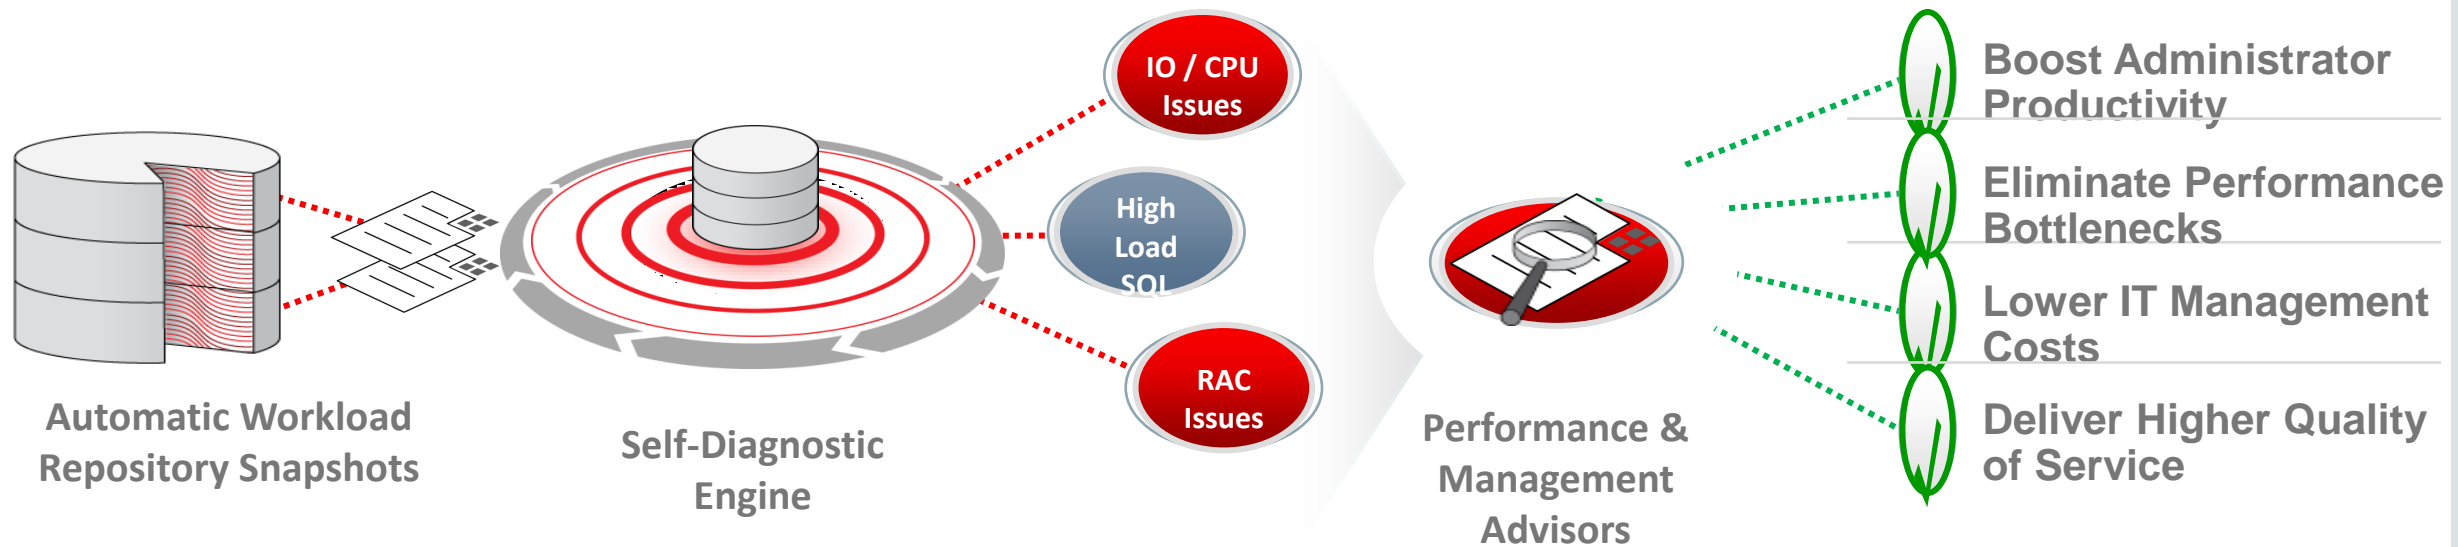 Automatic Workload
Repository Snapshots
Self-Diagnostic
Engine
IO / CPU
Issues
High
Load
SQL
RAC
Issues
Performance &
Management
Advisors
Boost Administrator
Productivity
Eliminate Performance
Bottlenecks
Lower IT Management
Costs
Deliver Higher Quality
of Service